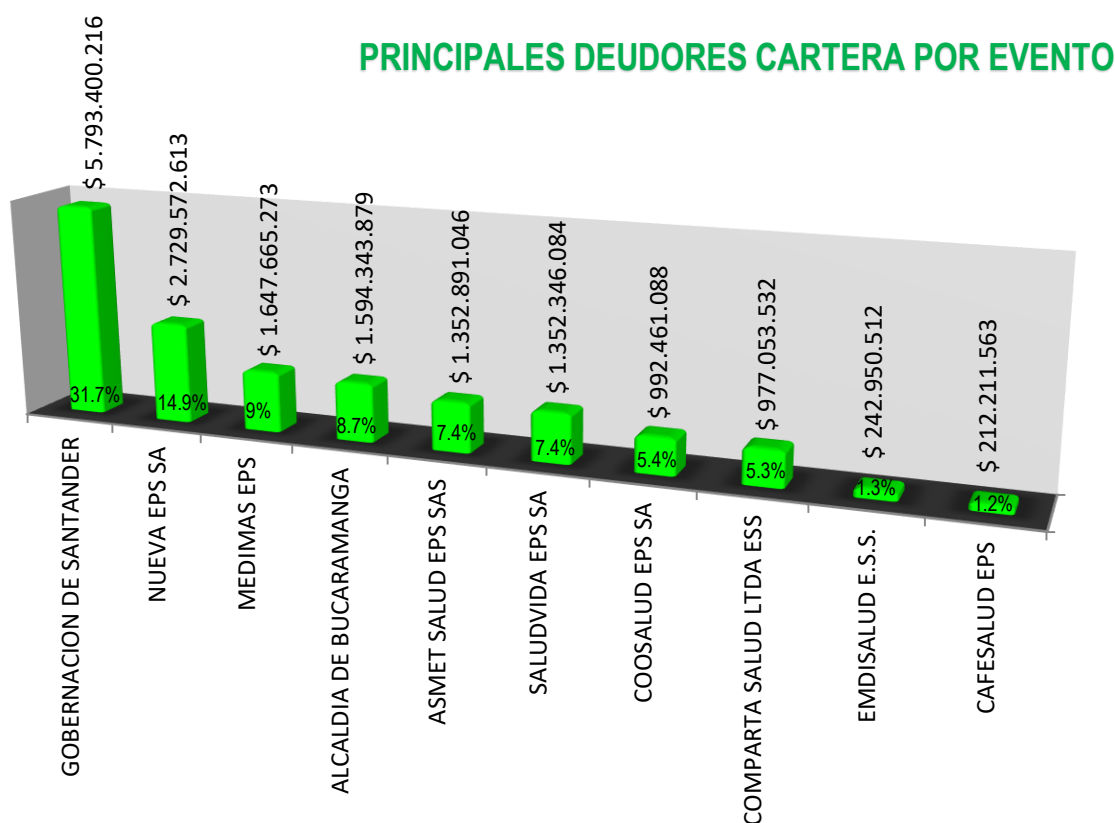 PRINCIPALES DEUDORES CARTERA POR EVENTO
$ 5.793.400.216
$ 2.729.572.613
$ 1.647.665.273
$ 1.594.343.879
$ 1.352.891.046
$ 1.352.346.084
$ 992.461.088
$ 977.053.532
$ 242.950.512
$ 212.211.563
31.7%
14.9%
9%
8.7%
7.4%
7.4%
5.4%
5.3%
1.3%
1.2%
GOBERNACION DE SANTANDER
NUEVA EPS SA
MEDIMAS EPS
ALCALDIA DE BUCARAMANGA
ASMET SALUD EPS SAS
SALUDVIDA EPS SA
COOSALUD EPS SA
COMPARTA SALUD LTDA ESS
EMDISALUD E.S.S.
CAFESALUD EPS